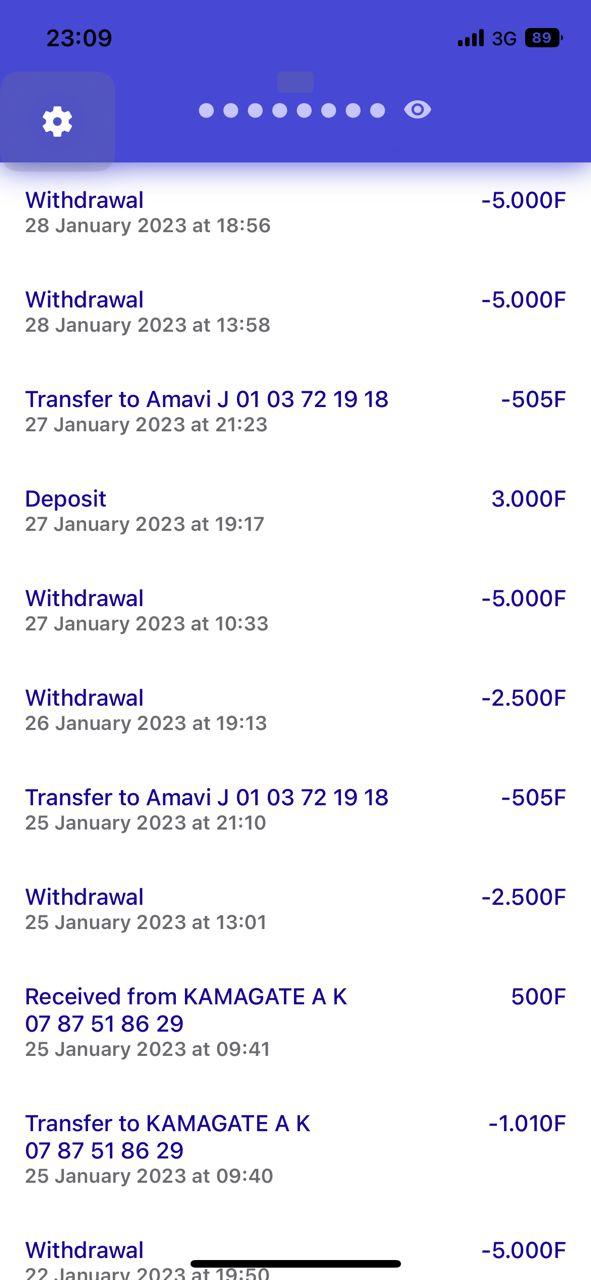 23:09
3G 89
Withdrawal -5.000F
28 January 2023 at 18:56
Withdrawal -5.000F
28 January 2023 at 13:58
Transfer to Amavi J 01 03 72 19 18 -505F
27 January 2023 at 21:23
Deposit 3.000F
27 January 2023 at 19:17
Withdrawal -5.000F
27 January 2023 at 10:33
Withdrawal -2.500F
26 January 2023 at 19:13
Transfer to Amavi J 01 03 72 19 18 -505F
25 January 2023 at 21:10
Withdrawal -2.500F
25 January 2023 at 13:01
Received from KAMAGATE A K 500F
07 87 51 86 29
25 January 2023 at 09:41
Transfer to KAMAGATE A K -1.010F
07 87 51 86 29
25 January 2023 at 09:40
Withdrawal -5.000F
22 January 2023 at 19:50